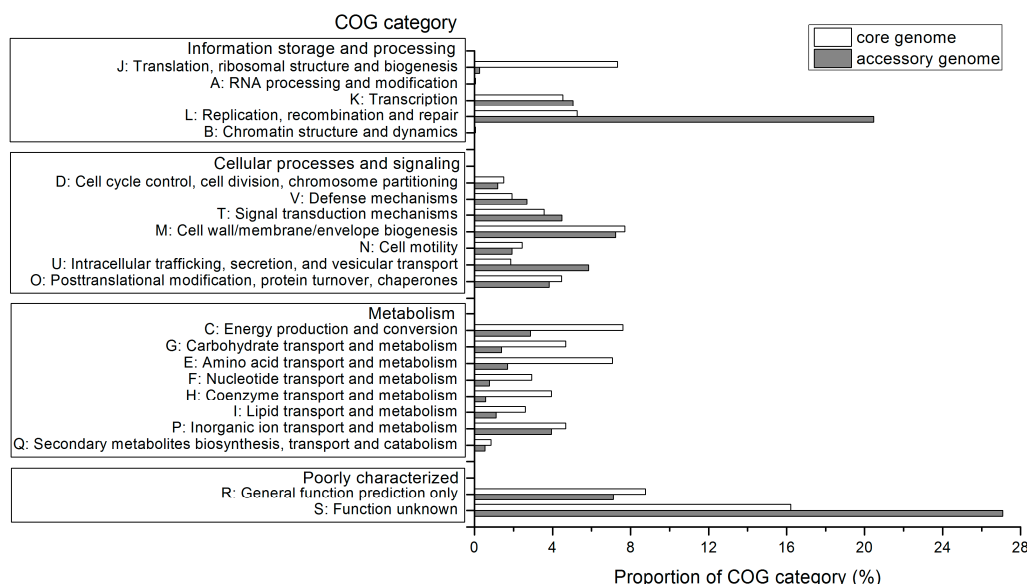 COG category
core genome
accessory genome
Information storage and processing
J: Translation, ribosomal structure and biogenesis
A: RNA processing and modification
K: Transcription
L: Replication, recombination and repair
B: Chromatin structure and dynamics
Cellular processes and signaling
D: Cell cycle control, cell division, chromosome partitioning
V: Defense mechanisms
T: Signal transduction mechanisms
M: Cell wall/membrane/envelope biogenesis
N: Cell motility
U: Intracellular trafficking, secretion, and vesicular transport
O: Posttranslational modification, protein turnover, chaperones
Metabolism
C: Energy production and conversion
G: Carbohydrate transport and metabolism
E: Amino acid transport and metabolism
F: Nucleotide transport and metabolism
H: Coenzyme transport and metabolism
I: Lipid transport and metabolism
P: Inorganic ion transport and metabolism
Q: Secondary metabolites biosynthesis, transport and catabolism
Poorly characterized
R: General function prediction only
S: Function unknown
0 4 8 12 16 20 24 28
Proportion of COG category (%)